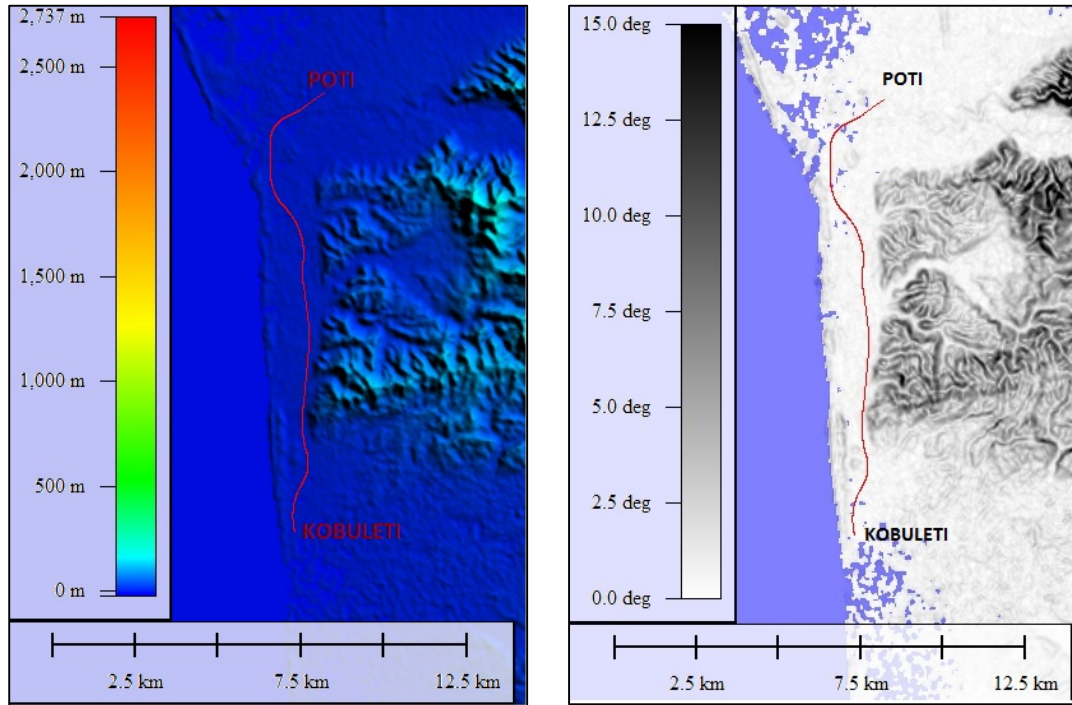 2,737 m
2,500 m
2,000 m
1,500 m
1,000 m
500 m
0 m
POTI
KOBULETI
2.5 km
7.5 km
12.5 km
15.0 deg
12.5 deg
10.0 deg
7.5 deg
5.0 deg
2.5 deg
0.0 deg
POTI
KOBULETI
2.5 km
7.5 km
12.5 km